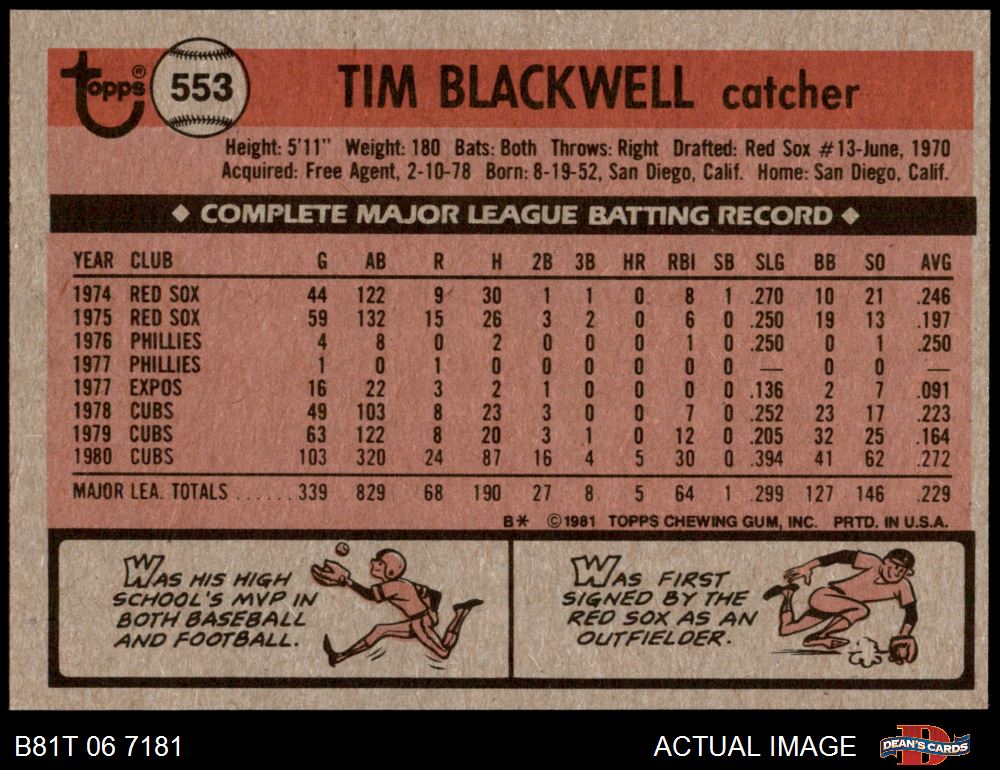 Topps® 553 TIM BLACKWELL catcher
Height: 5'11" Weight: 180 Bats: Both Throws: Right Drafted: Red Sox #13-June, 1970
Acquired: Free Agent, 2-10-78 Born: 8-19-52, San Diego, Calif. Home: San Diego, Calif.
◆ COMPLETE MAJOR LEAGUE BATTING RECORD ◆
YEAR CLUB G AB R H 2B 3B HR RBI SB SLG BB SO AVG
1974 RED SOX 44 122 9 30 1 1 0 8 1 .270 10 21 .246
1975 RED SOX 59 132 15 26 3 2 0 6 0 .250 19 13 .197
1976 PHILLIES 4 8 0 2 0 0 0 1 0 .250 0 1 .250
1977 PHILLIES 1 0 1 0 0 0 0 0 0 — 0 0 —
1977 EXPOS 16 22 3 2 1 0 0 0 0 .136 2 7 .091
1978 CUBS 49 103 8 23 3 0 0 7 0 .252 23 17 .223
1979 CUBS 63 122 8 20 3 1 0 12 0 .205 32 25 .164
1980 CUBS 103 320 24 87 16 4 5 30 0 .394 41 62 .272
MAJOR LEA. TOTALS ...... 339 829 68 190 27 8 5 64 1 .299 127 146 .229
B* ©1981 TOPPS CHEWING GUM, INC. PRTD. IN U.S.A.
WAS HIS HIGH
SCHOOL'S MVP IN
BOTH BASEBALL
AND FOOTBALL.
WAS FIRST
SIGNED BY THE
RED SOX AS AN
OUTFIELDER.
B81T 06 7181 ACTUAL IMAGE D DEAN'S CARDS